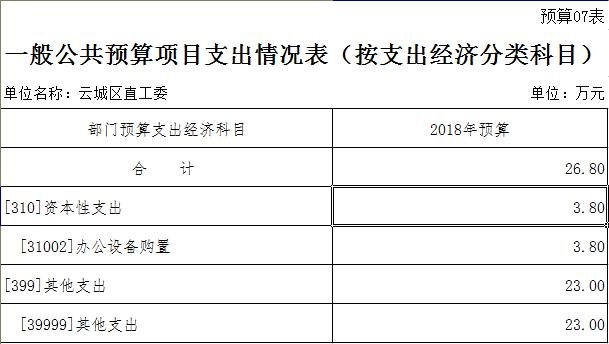 预算07表
一般公共预算项目支出情况表（按支出经济分类科目）
单位名称：云城区直工委 单位：万元
部门预算支出经济科目 2018年预算
合 计 26.80
[310]资本性支出 3.80
[31002]办公设备购置 3.80
[399]其他支出 23.00
[39999]其他支出 23.00